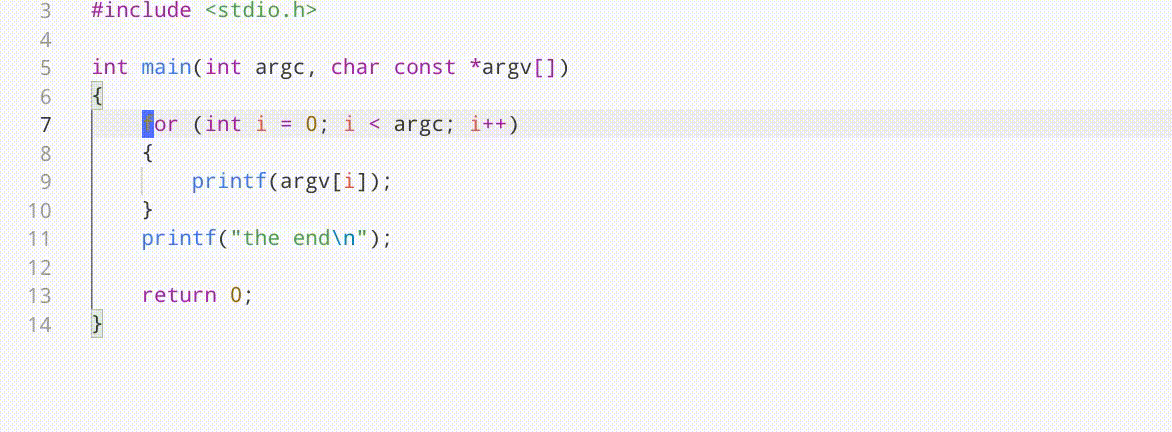 3 #include <stdio.h>
4
5 int main(int argc, char const *argv[])
6 {
7     for (int i = 0; i < argc; i++)
8     {
9         printf(argv[i]);
10     }
11     printf("the end\n");
12
13     return 0;
14 }